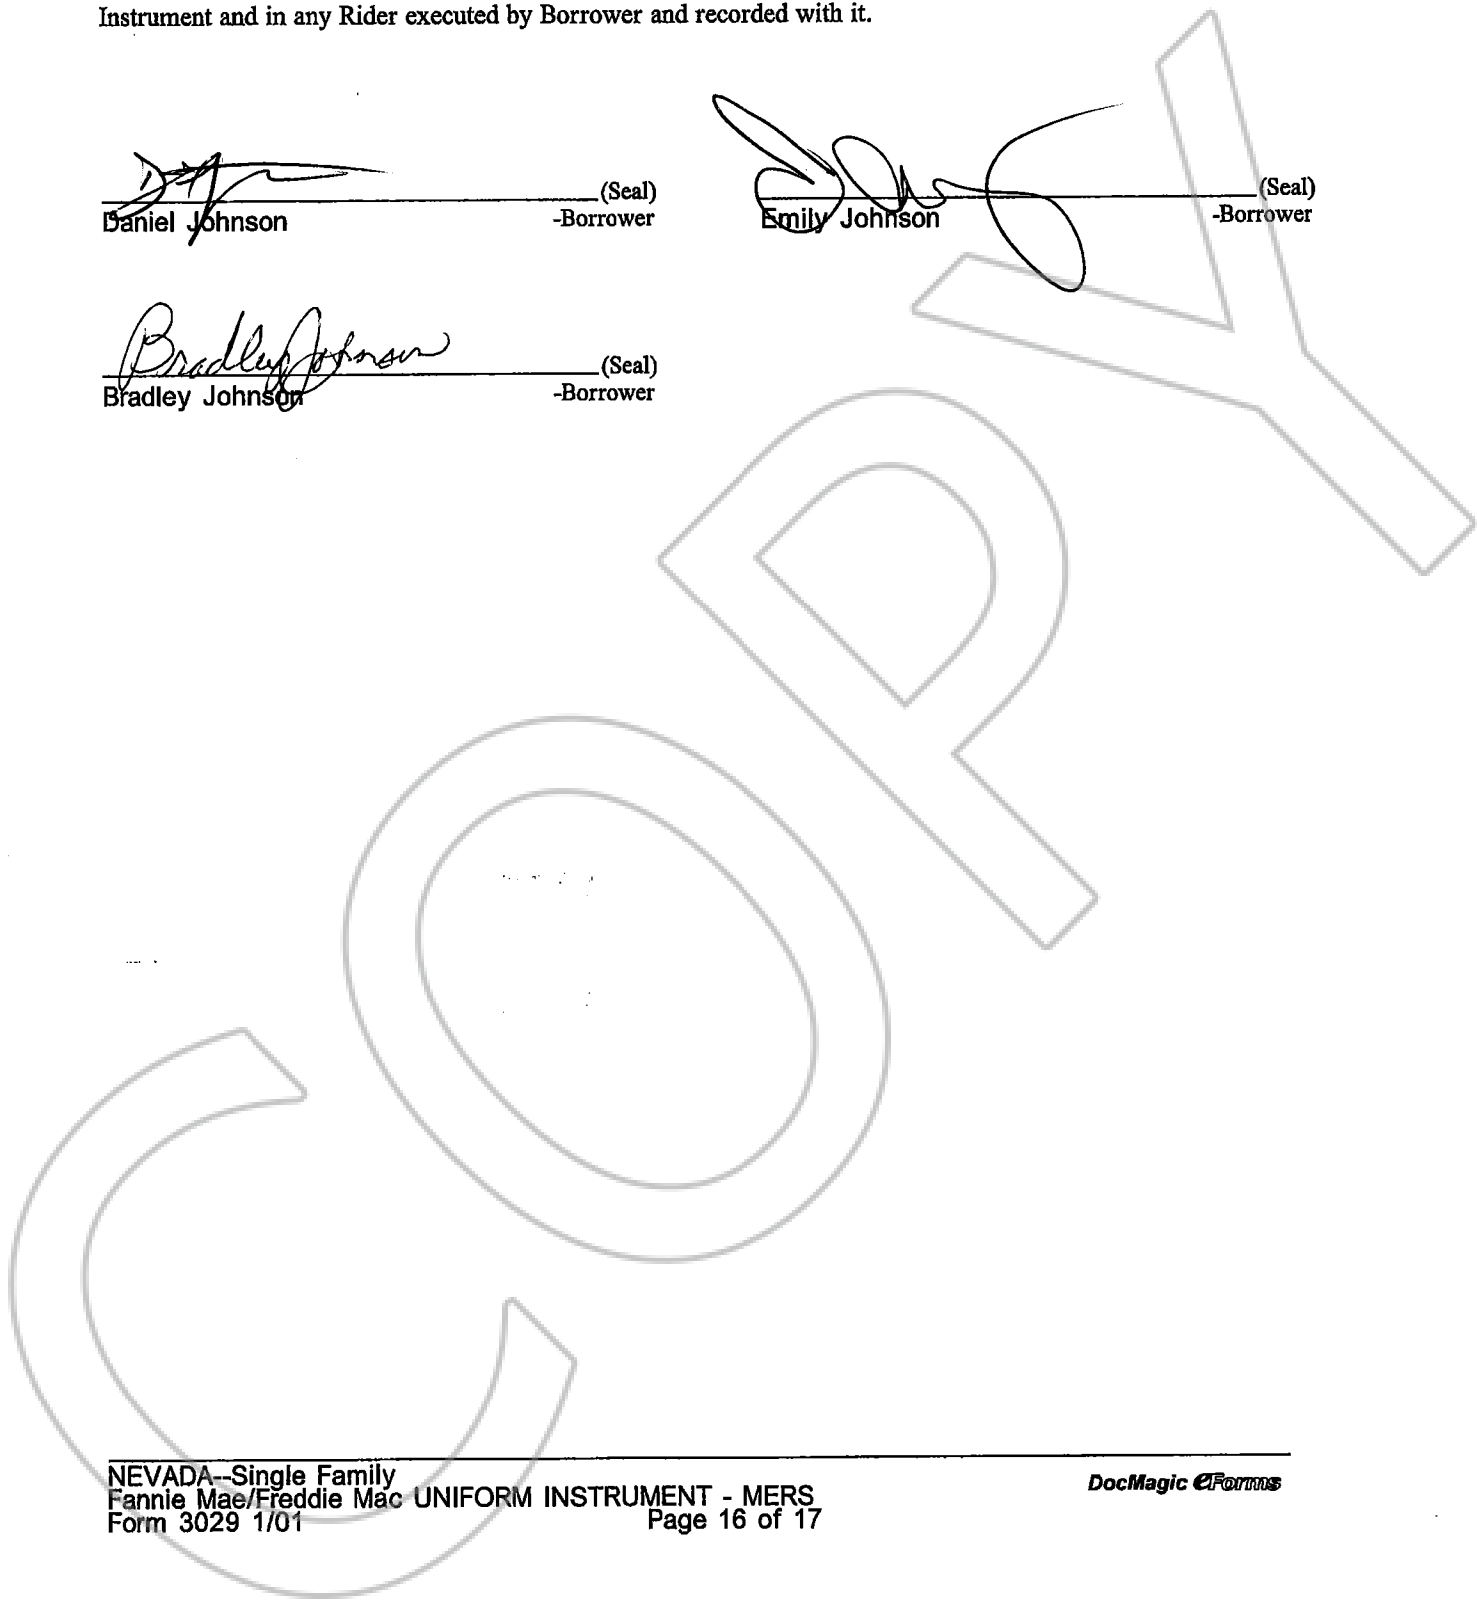 Instrument and in any Rider executed by Borrower and recorded with it.
(Seal)
Daniel Johnson -Borrower
(Seal)
Emily Johnson -Borrower
Bradley Johnson (Seal)
Bradley Johnson -Borrower
COPY
NEVADA--Single Family
Fannie Mae/Freddie Mac UNIFORM INSTRUMENT - MERS
Form 3029 1/01 Page 16 of 17
DocMagic eForms